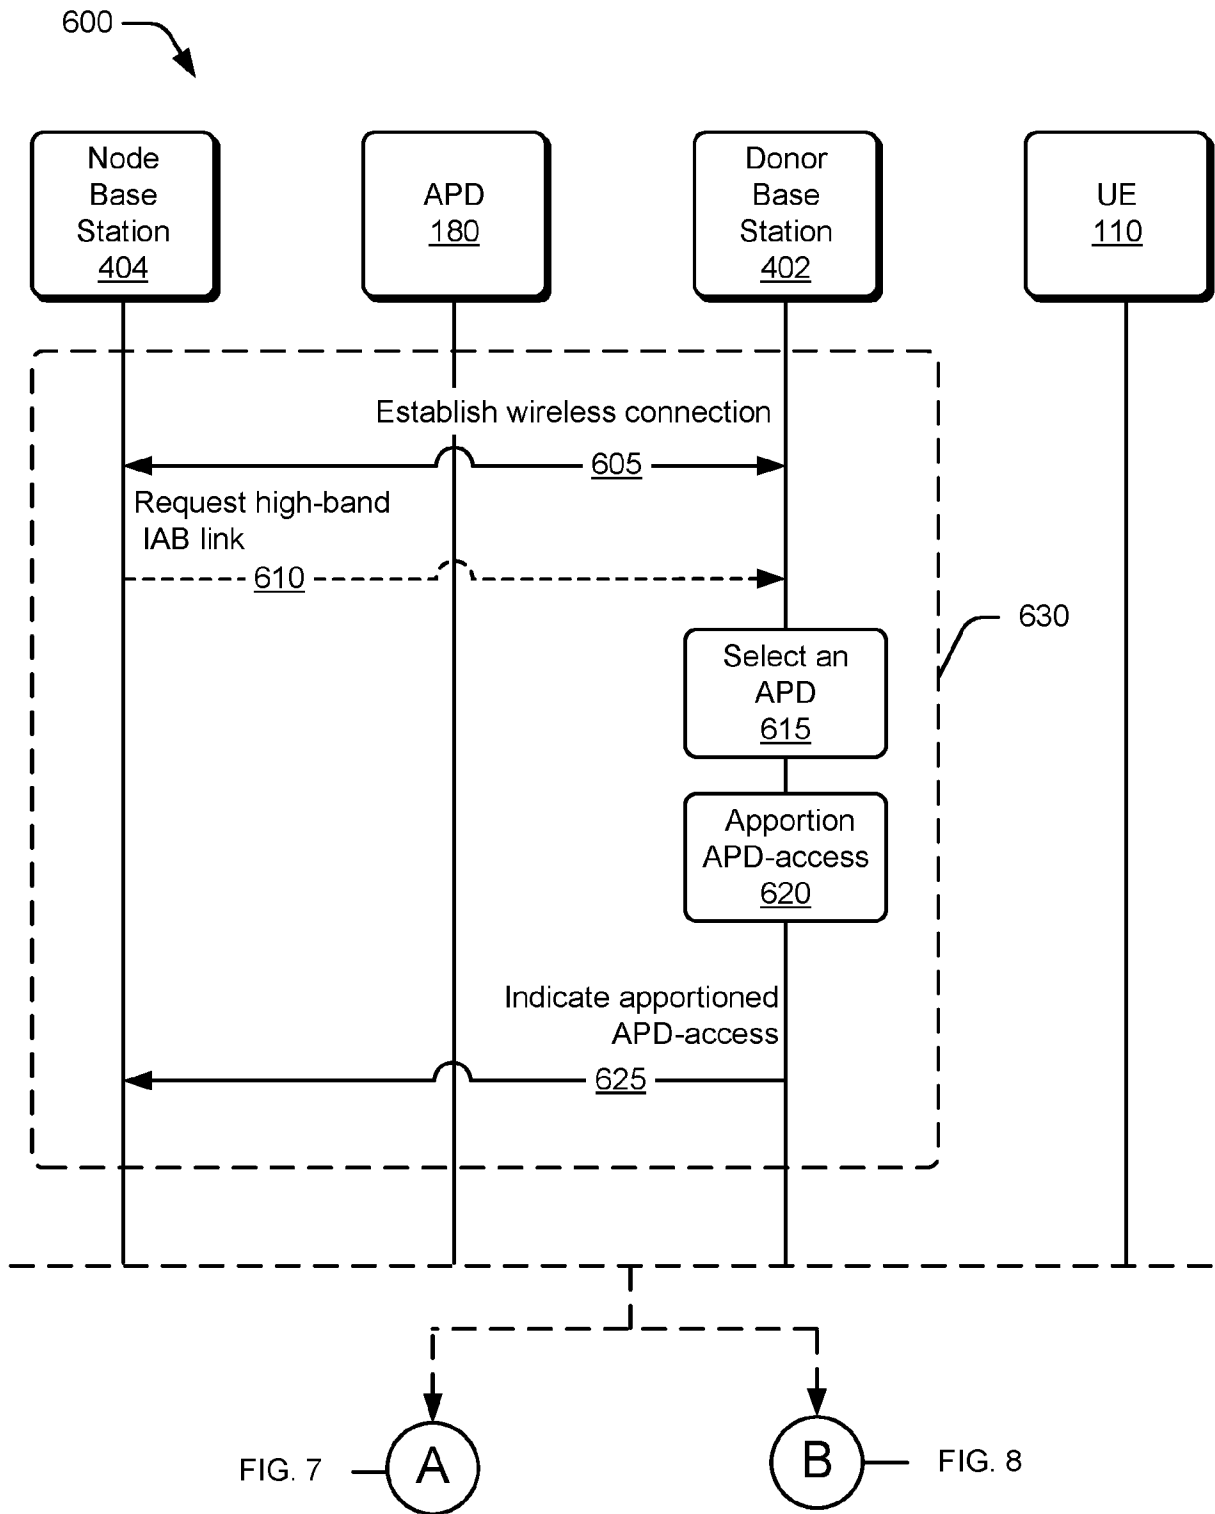 600
Node
Base
Station
404
APD
180
Donor
Base
Station
402
UE
110
Establish wireless connection
605
Request high-band
IAB link
610
630
Select an
APD
615
Apportion
APD-access
620
Indicate apportioned
APD-access
625
FIG. 7
A
B
FIG. 8